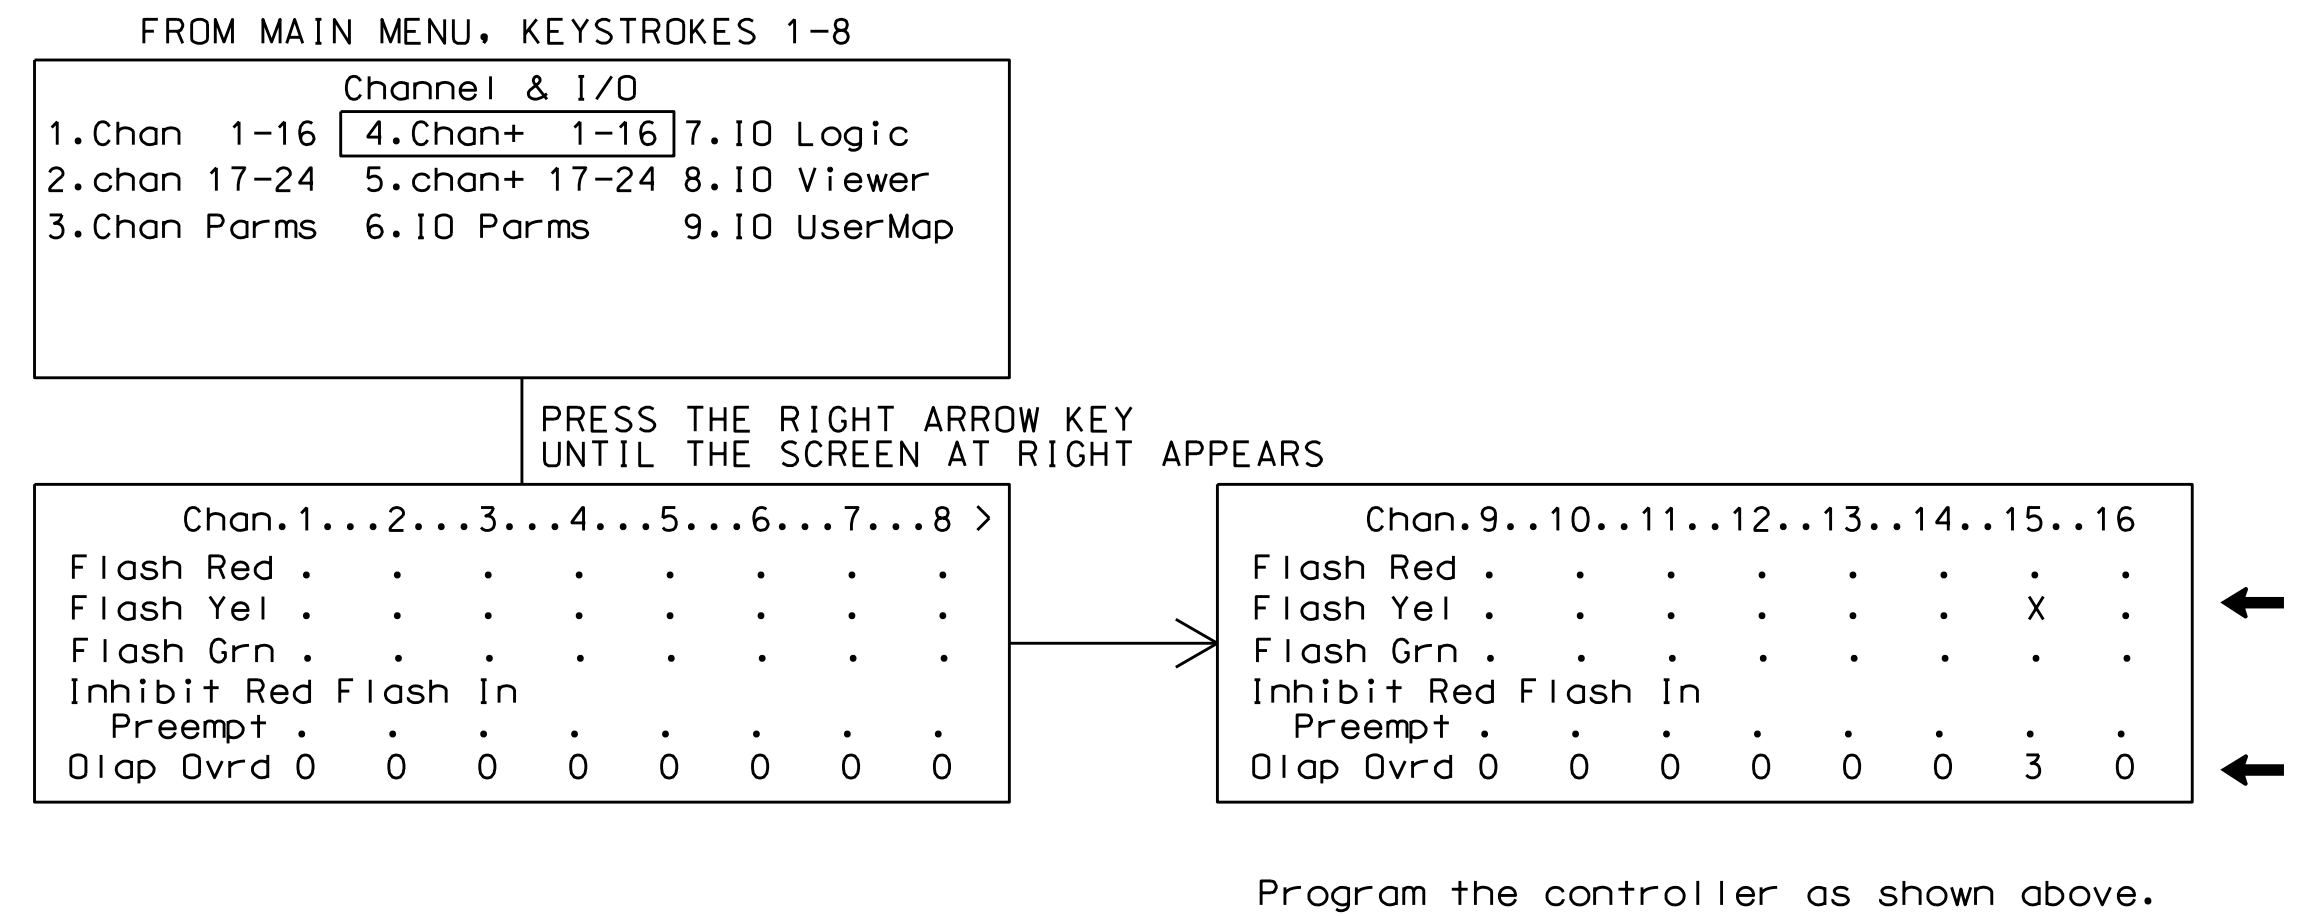 FROM MAIN MENU, KEYSTROKES 1-8
Channel & I/O
1.Chan 1-16 4.Chan+ 1-16 7.IO Logic
2.chan 17-24 5.chan+ 17-24 8.IO Viewer
3.Chan Parms 6.IO Parms 9.IO UserMap
PRESS THE RIGHT ARROW KEY
UNTIL THE SCREEN AT RIGHT APPEARS
Chan.1...2...3...4...5...6...7...8 >
Flash Red . . . . . . . .
Flash Yel . . . . . . . .
Flash Grn . . . . . . . .
Inhibit Red Flash In
Preempt . . . . . . . .
Olap Ovrd 0 0 0 0 0 0 0 0
Chan.9..10..11..12..13..14..15..16
Flash Red . . . . . . . .
Flash Yel . . . . . . X .
Flash Grn . . . . . . . .
Inhibit Red Flash In
Preempt . . . . . . . .
Olap Ovrd 0 0 0 0 0 0 3 0
Program the controller as shown above.